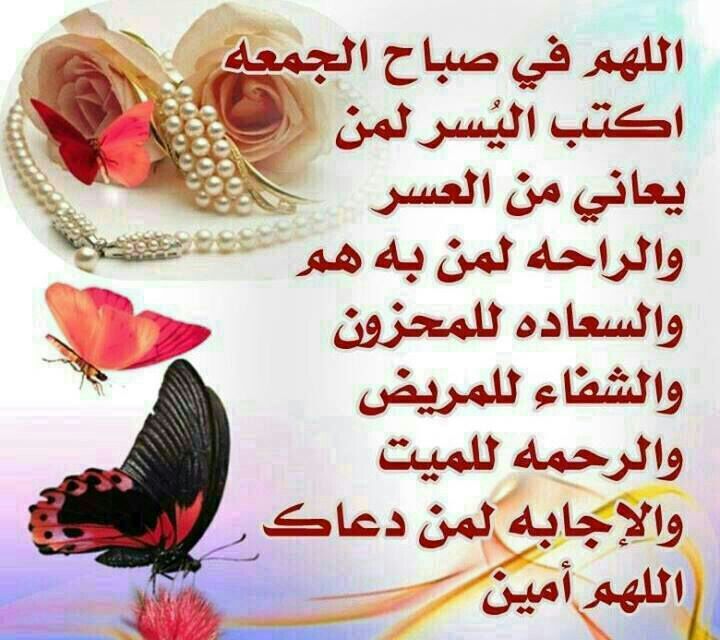 اللهم في صباح الجمعه
اكتب اليُسر لمن
يعاني من العسر
والراحه لمن به هم
والسعاده للمحزون
والشفاء للمريض
والرحمه للميت
والإجابه لمن دعاك
اللهم أمين